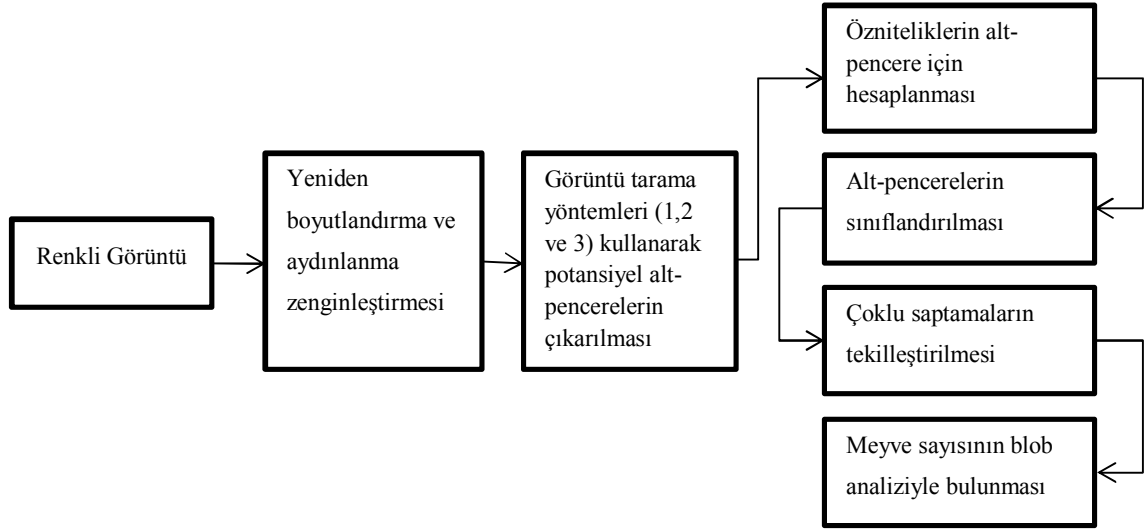 Renkli Görüntü
Yeniden
boyutlandırma ve
aydınlanma
zenginleştirmesi
Görüntü tarama
yöntemleri (1,2
ve 3) kullanarak
potansiyel alt-
pencerelerin
çıkarılması
Özniteliklerin alt-
pencere için
hesaplanması
Alt-pencerelerin
sınıflandırılması
Çoklu saptamaların
tekilleştirilmesi
Meyve sayısının blob
analiziyle bulunması